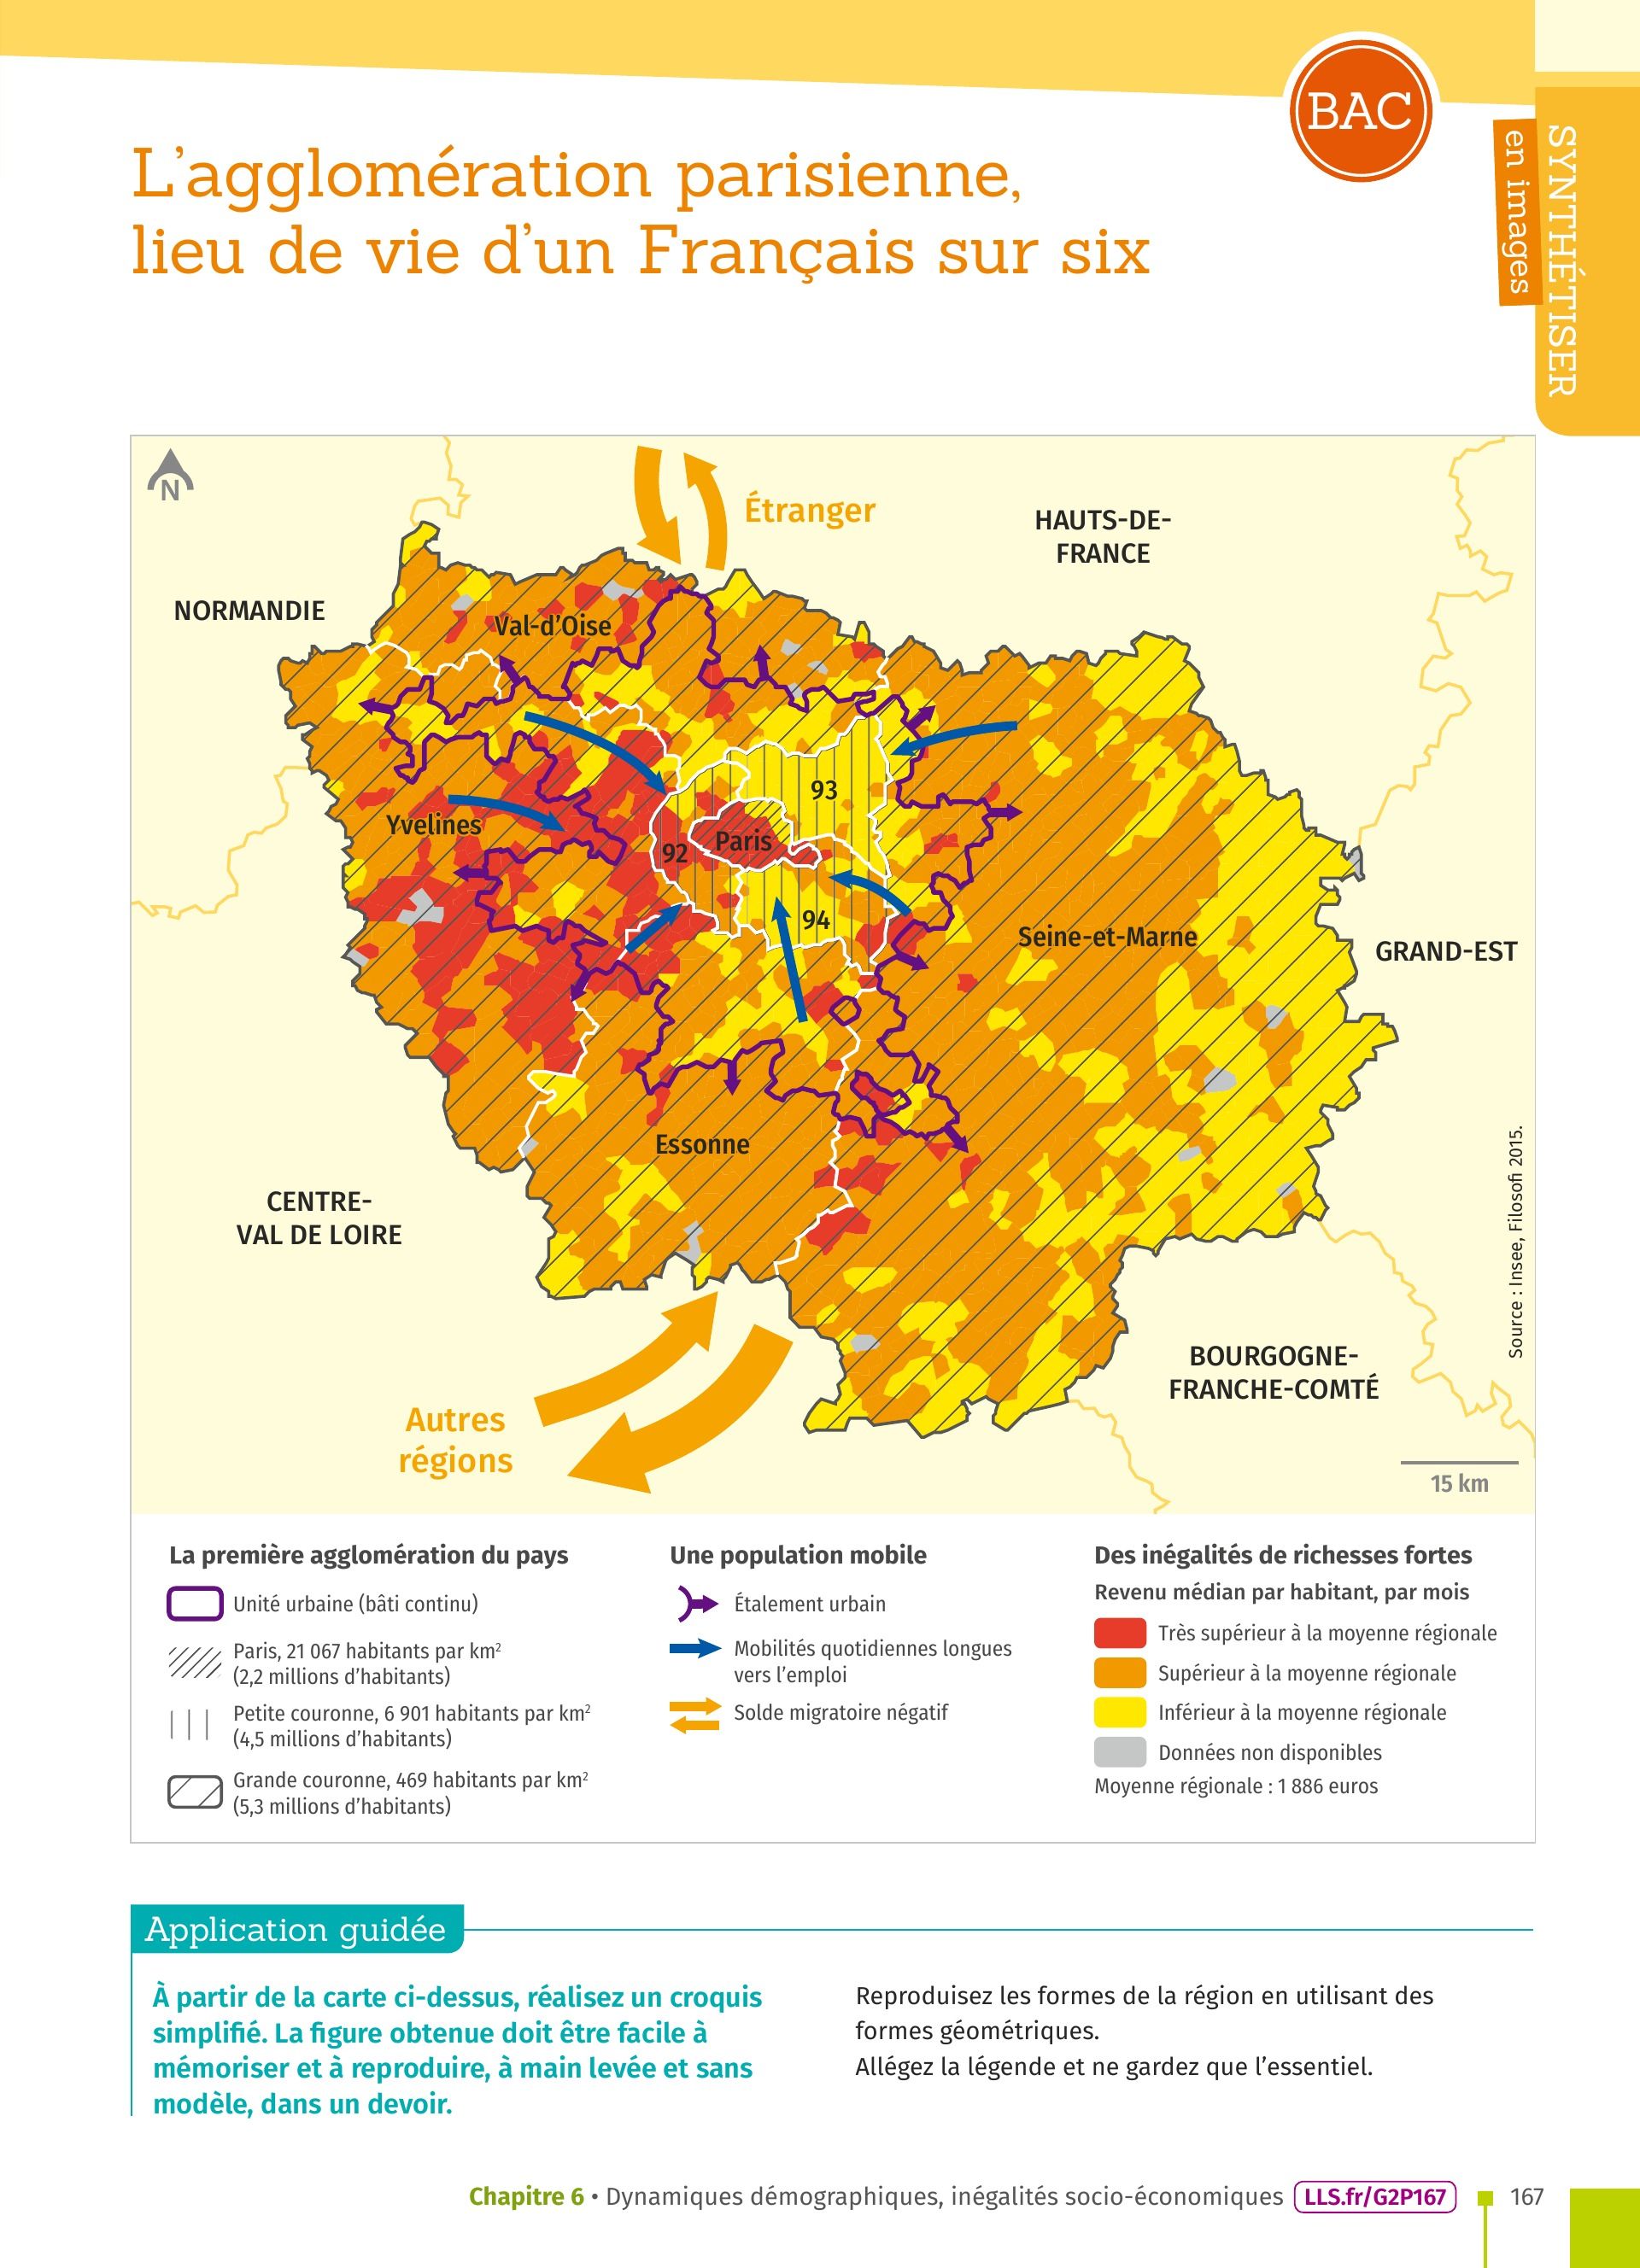 BAC
SYNTHÉTISER
en images
L'agglomération parisienne,
lieu de vie d'un Français sur six
N
Étranger
HAUTS-DE-
FRANCE
NORMANDIE
Val-d'Oise
93
Yvelines
Paris
92
94
Seine-et-Marne
GRAND-EST
Essonne
CENTRE-
VAL DE LOIRE
BOURGOGNE-
FRANCHE-COMTÉ
Autres
régions
15 km
Source : Insee, Filosofi 2015.
La première agglomération du pays
Unité urbaine (bâti continu)
Paris, 21 067 habitants par km²
(2,2 millions d'habitants)
Petite couronne, 6 901 habitants par km²
(4,5 millions d'habitants)
Grande couronne, 469 habitants par km²
(5,3 millions d'habitants)
Une population mobile
Étalement urbain
Mobilités quotidiennes longues
vers l'emploi
Solde migratoire négatif
Des inégalités de richesses fortes
Revenu médian par habitant, par mois
Très supérieur à la moyenne régionale
Supérieur à la moyenne régionale
Inférieur à la moyenne régionale
Données non disponibles
Moyenne régionale : 1 886 euros
Application guidée
À partir de la carte ci-dessus, réalisez un croquis
simplifié. La figure obtenue doit être facile à
mémoriser et à reproduire, à main levée et sans
modèle, dans un devoir.
Reproduisez les formes de la région en utilisant des
formes géométriques.
Allégez la légende et ne gardez que l'essentiel.
Chapitre 6 • Dynamiques démographiques, inégalités socio-économiques LLS.fr/G2P167 167